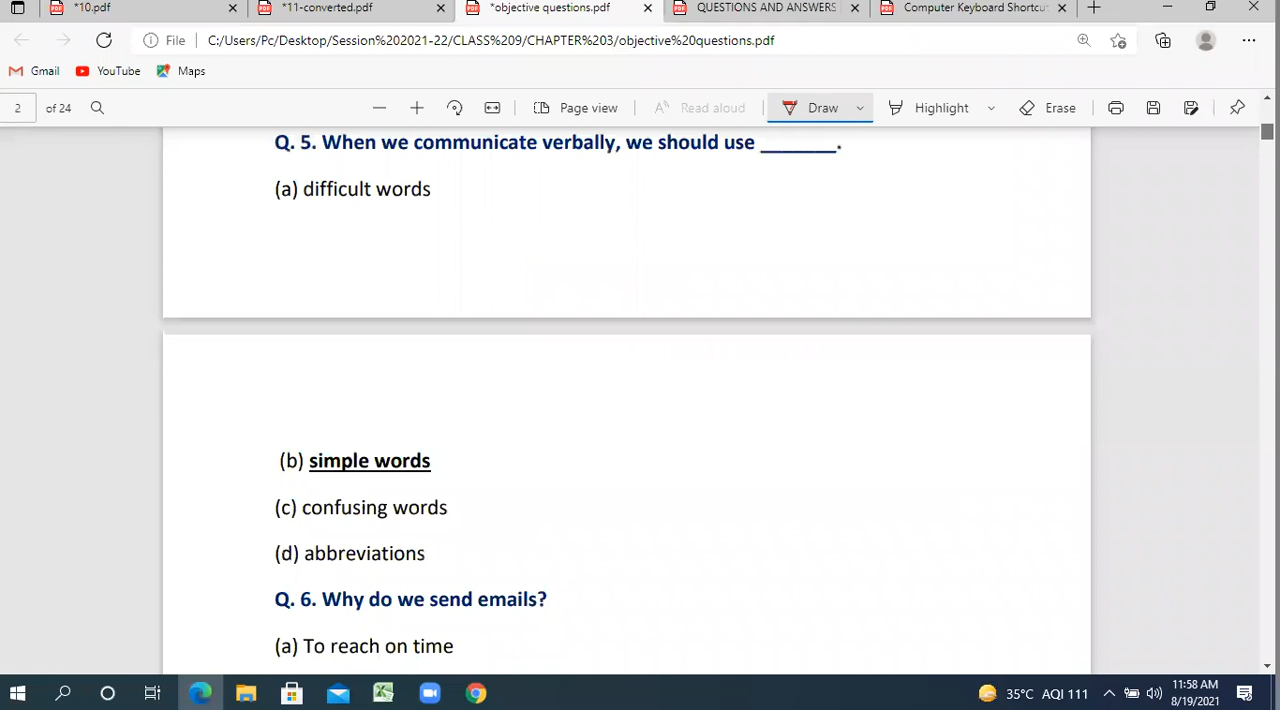 *10.pdf *11-converted.pdf *objective questions.pdf QUESTIONS AND ANSWERS Computer Keyboard Shortcu
File C:/Users/Pc/Desktop/Session%202021-22/CLASS%209/CHAPTER%203/objective%20questions.pdf
Gmail YouTube Maps
2 of 24 Page view Read aloud Draw Highlight Erase
Q. 5. When we communicate verbally, we should use _______.
(a) difficult words
(b) simple words
(c) confusing words
(d) abbreviations
Q. 6. Why do we send emails?
(a) To reach on time
35°C AQI 111 11:58 AM
8/19/2021